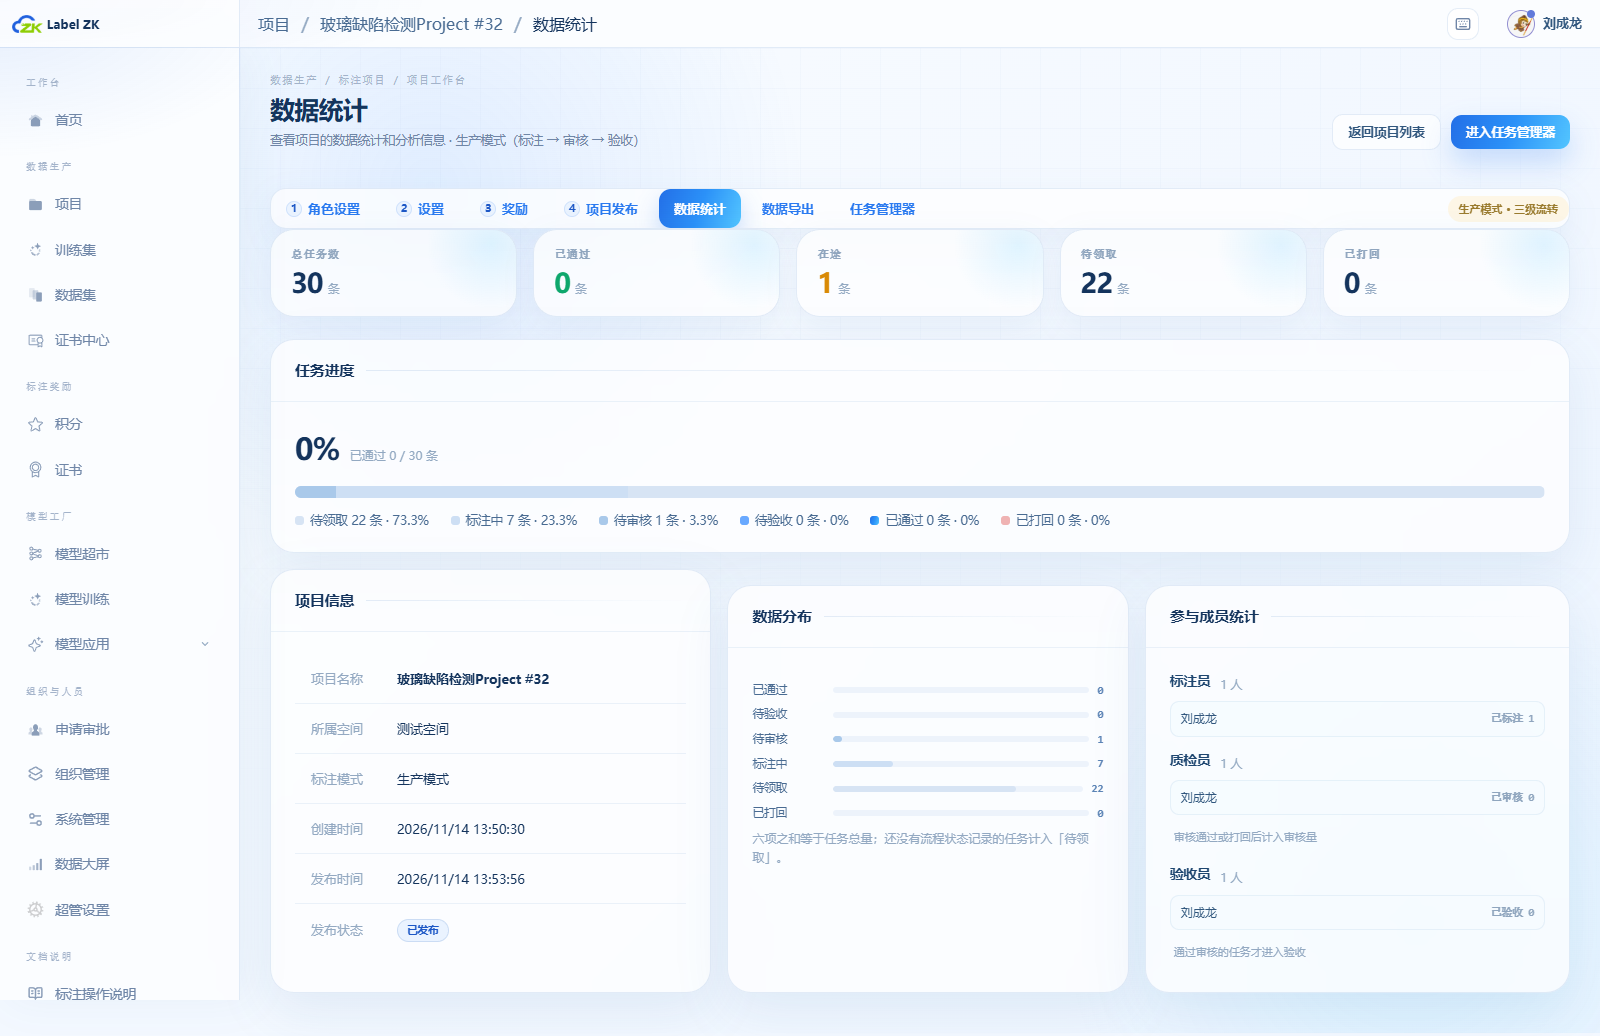 Label ZK
项目 / 玻璃缺陷检测Project #32 / 数据统计
刘成龙
工作台
首页
数据生产
项目
训练集
数据集
证书中心
标注奖励
积分
证书
模型工厂
模型超市
模型训练
模型应用
组织与人员
申请审批
组织管理
系统管理
数据大屏
超管设置
文档说明
标注操作说明
数据生产 / 标注项目 / 项目工作台
数据统计
查看项目的数据统计和分析信息 · 生产模式（标注 → 审核 → 验收）
返回项目列表
进入任务管理器
1 角色设置
2 设置
3 奖励
4 项目发布
数据统计
数据导出
任务管理器
生产模式 • 三级流转
总任务数
30 条
已通过
0 条
在途
1 条
待领取
22 条
已打回
0 条
任务进度
0% 已通过 0 / 30 条
待领取 22 条 · 73.3%
标注中 7 条 · 23.3%
待审核 1 条 · 3.3%
待验收 0 条 · 0%
已通过 0 条 · 0%
已打回 0 条 · 0%
项目信息
项目名称 玻璃缺陷检测Project #32
所属空间 测试空间
标注模式 生产模式
创建时间 2026/11/14 13:50:30
发布时间 2026/11/14 13:53:56
发布状态 已发布
数据分布
已通过 0
待验收 0
待审核 1
标注中 7
待领取 22
已打回 0
六项之和等于任务总量；还没有流程状态记录的任务计入「待领
取」。
参与成员统计
标注员 1 人
刘成龙 已标注 1
质检员 1 人
刘成龙 已审核 0
审核通过或打回后计入审核量
验收员 1 人
刘成龙 已验收 0
通过审核的任务才进入验收